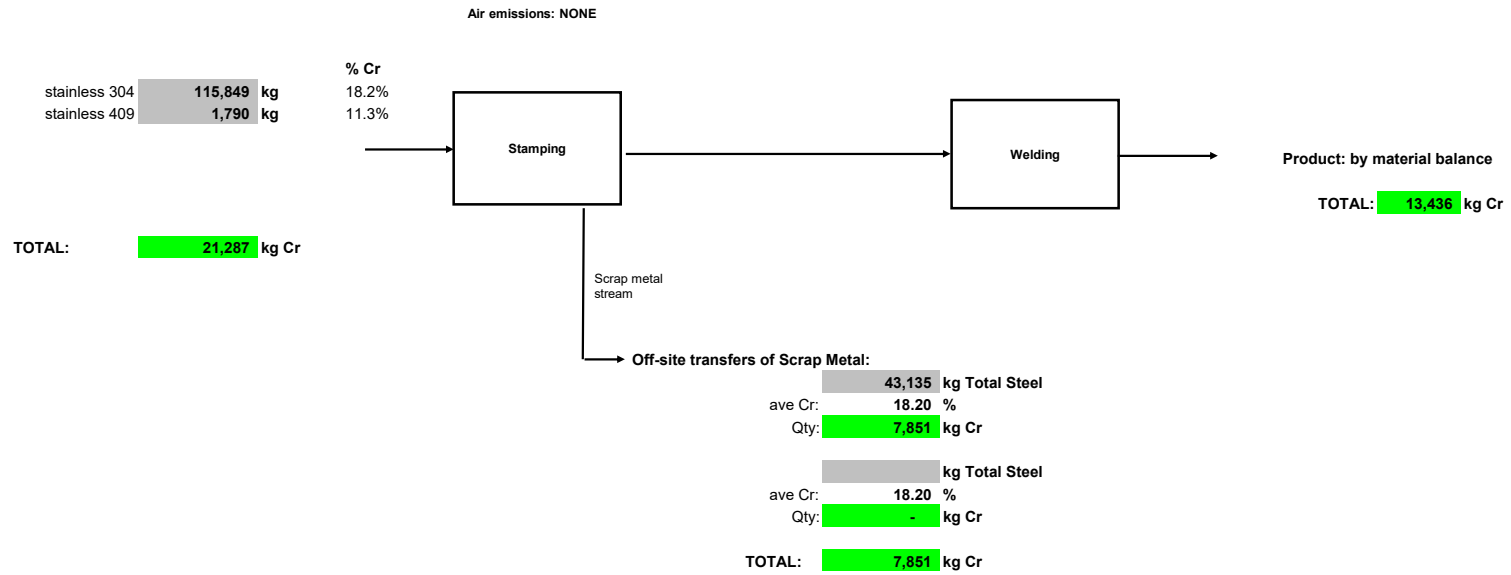 Air emissions: NONE
% Cr
stainless 304 115,849 kg 18.2%
stainless 409 1,790 kg 11.3%
Stamping
Welding
Product: by material balance
TOTAL: 13,436 kg Cr
TOTAL: 21,287 kg Cr
Scrap metal
stream
Off-site transfers of Scrap Metal:
43,135 kg Total Steel
ave Cr: 18.20 %
Qty: 7,851 kg Cr
kg Total Steel
ave Cr: 18.20 %
Qty: - kg Cr
TOTAL: 7,851 kg Cr